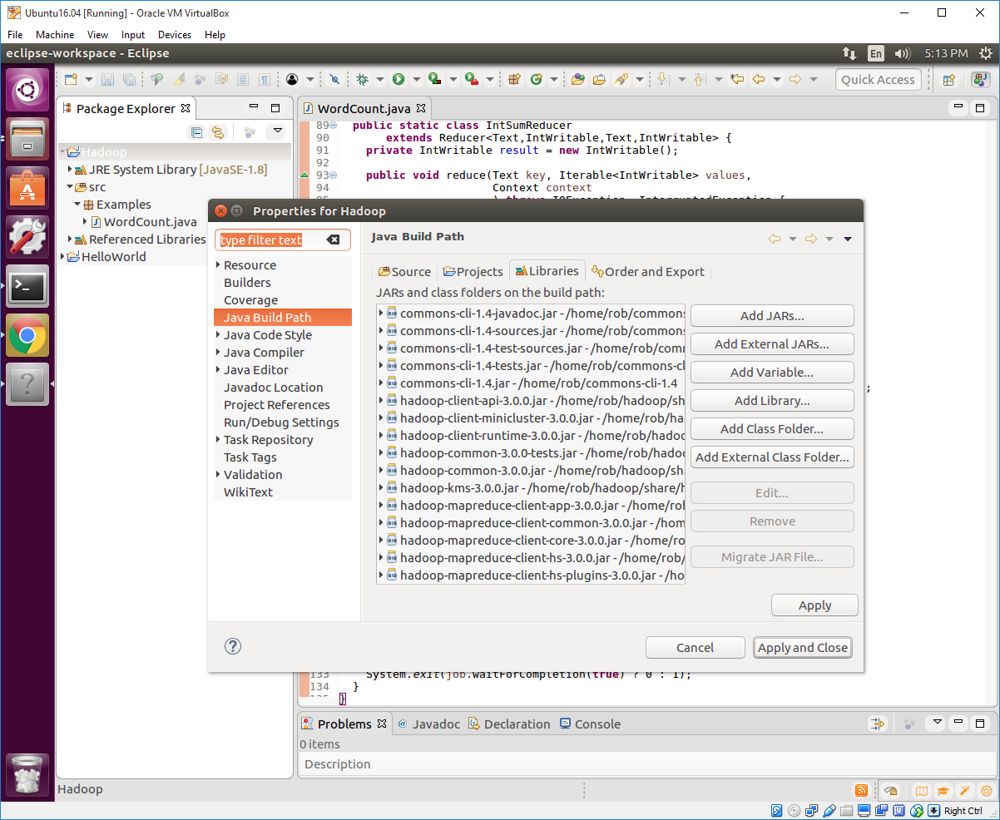 Ubuntu16.04 [Running] - Oracle VM VirtualBox
File Machine View Input Devices Help
eclipse-workspace - Eclipse
En
5:13 PM
Quick Access
Package Explorer
Hadoop
JRE System Library [JavaSE-1.8]
src
Examples
WordCount.java
Referenced Libraries
HelloWorld
WordCount.java
89 public static class IntSumReducer
90 extends Reducer<Text,IntWritable,Text,IntWritable> {
91 private IntWritable result = new IntWritable();
92
93 public void reduce(Text key, Iterable<IntWritable> values,
94 Context context
Properties for Hadoop
type filter text
Resource
Builders
Coverage
Java Build Path
Java Code Style
Java Compiler
Java Editor
Javadoc Location
Project References
Run/Debug Settings
Task Repository
Task Tags
Validation
WikiText
Java Build Path
Source Projects Libraries Order and Export
JARs and class folders on the build path:
commons-cli-1.4-javadoc.jar - /home/rob/commons
commons-cli-1.4-sources.jar - /home/rob/commons
commons-cli-1.4-test-sources.jar - /home/rob/comm
commons-cli-1.4-tests.jar - /home/rob/commons-cl
commons-cli-1.4.jar - /home/rob/commons-cli-1.4
hadoop-client-api-3.0.0.jar - /home/rob/hadoop/sh
hadoop-client-minicluster-3.0.0.jar - /home/rob/ha
hadoop-client-runtime-3.0.0.jar - /home/rob/hadoo
hadoop-common-3.0.0-tests.jar - /home/rob/hadoo
hadoop-common-3.0.0.jar - /home/rob/hadoop/sh
hadoop-kms-3.0.0.jar - /home/rob/hadoop/share/h
hadoop-mapreduce-client-app-3.0.0.jar - /home/rob
hadoop-mapreduce-client-common-3.0.0.jar - /hom
hadoop-mapreduce-client-core-3.0.0.jar - /home/ro
hadoop-mapreduce-client-hs-3.0.0.jar - /home/rob/
hadoop-mapreduce-client-hs-plugins-3.0.0.jar - /ho
Add JARs...
Add External JARs...
Add Variable...
Add Library...
Add Class Folder...
Add External Class Folder...
Edit...
Remove
Migrate JAR File...
Apply
Cancel
Apply and Close
;
133 System.exit(job.waitForCompletion(true) ? 0 : 1);
134 }
}
Problems Javadoc Declaration Console
0 items
Description
Hadoop
Right Ctrl